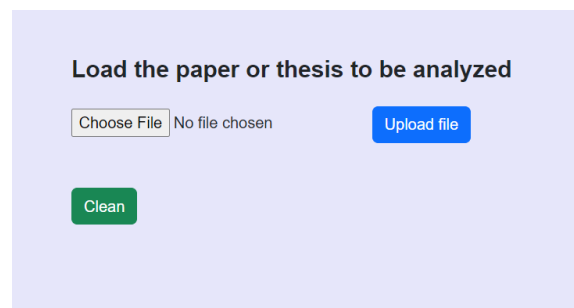 Load the paper or thesis to be analyzed
Choose File No file chosen Upload file
Clean